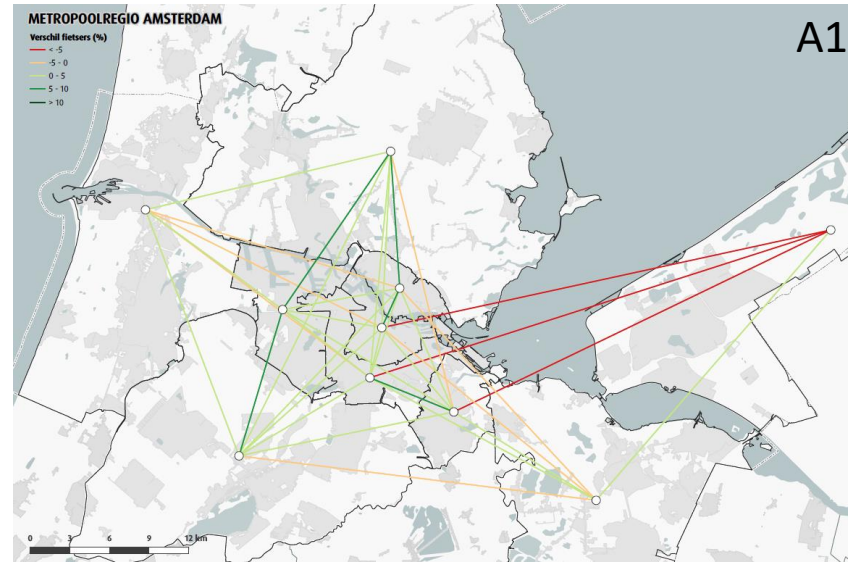 METROPOOLREGIO AMSTERDAM
A1
Verschil fietsers (%)
< -5
-5 - 0
0 - 5
5 - 10
> 10
0 3 6 9 12 km